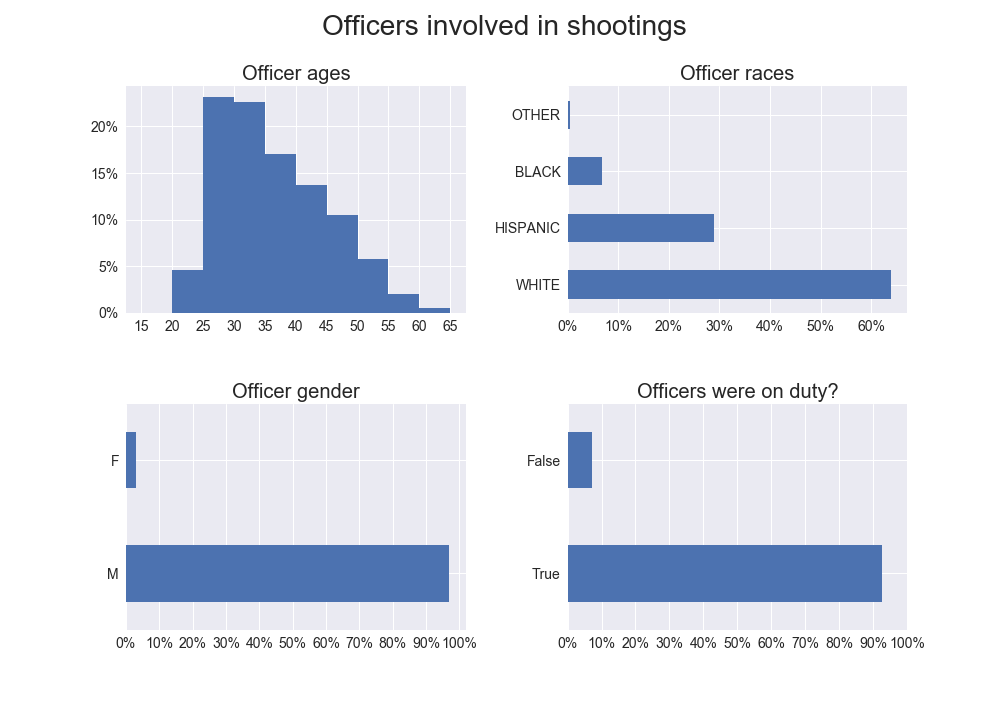 Officers involved in shootings
Officer ages
20%
15%
10%
5%
0%
15 20 25 30 35 40 45 50 55 60 65
Officer races
OTHER
BLACK
HISPANIC
WHITE
0% 10% 20% 30% 40% 50% 60%
Officer gender
F
M
0% 10% 20% 30% 40% 50% 60% 70% 80% 90% 100%
Officers were on duty?
False
True
0% 10% 20% 30% 40% 50% 60% 70% 80% 90% 100%